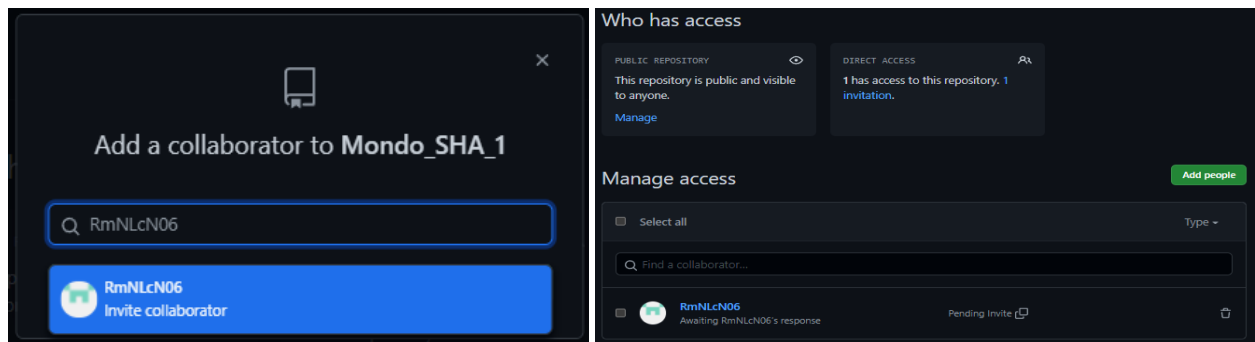 Add a collaborator to Mondo_SHA_1
RmNLcN06
RmNLcN06
Invite collaborator
Who has access
PUBLIC REPOSITORY
This repository is public and visible
to anyone.
Manage
DIRECT ACCESS
1 has access to this repository. 1
invitation.
Manage access
Add people
Select all
Type
Find a collaborator...
RmNLcN06
Awaiting RmNLcN06's response
Pending Invite